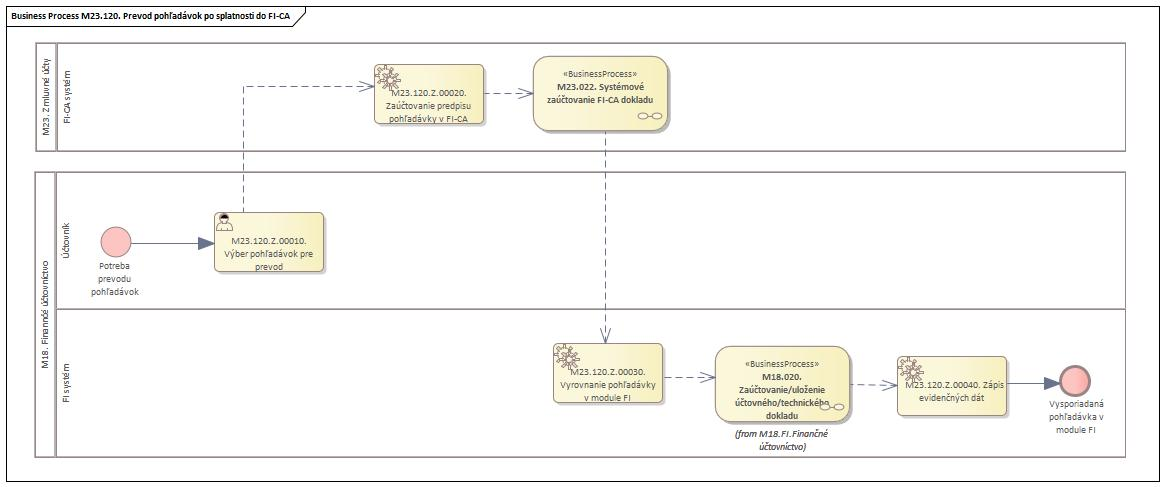 Business Process M23.120. Prevod pohľadávok po splatnosti do FI-CA
M23. Zmluvné účty
FI-CA systém
M23.120.Z.00020.
Zaúčtovanie predpisu
pohľadávky v FI-CA
«BusinessProcess»
M23.022. Systémové
zaúčtovanie FI-CA dokladu
M18. Finančné účtovníctvo
Účtovník
Potreba
prevodu
pohľadávok
M23.120.Z.00010.
Výber pohľadávok pre
prevod
FI systém
M23.120.Z.00030.
Vyrovnanie pohľadávky
v module FI
«BusinessProcess»
M18.020.
Zaúčtovanie/uloženie
účtovného/technického
dokladu
(from M18.FI.Finančné
účtovníctvo)
M23.120.Z.00040. Zápis
evidenčných dát
Vysporiadaná
pohľadávka v
module FI